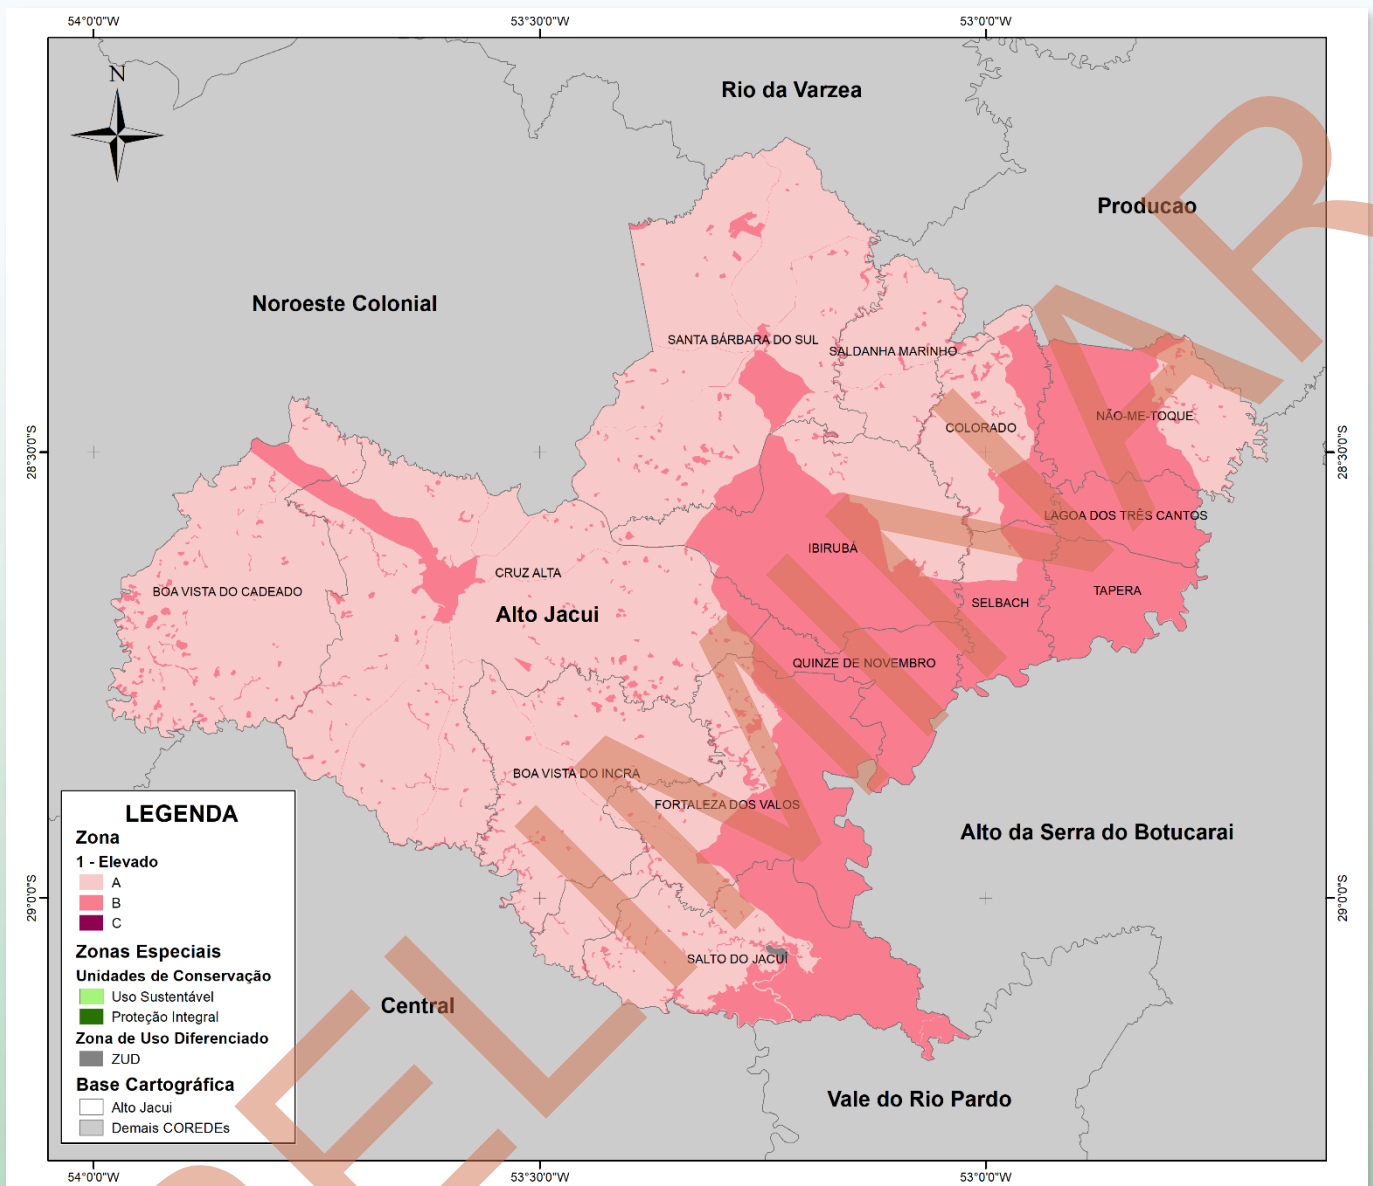 54°0'0"W
53°30'0"W
53°0'0"W
N
Rio da Varzea
Producao
Noroeste Colonial
SANTA BÁRBARA DO SUL
SALDANHA MARINHO
NÃO-ME-TOQUE
COLORADO
28°30'0"S
28°30'0"S
LAGOA DOS TRÊS CANTOS
IBIRUBÁ
CRUZ ALTA
BOA VISTA DO CADEADO
TAPERA
SELBACH
Alto Jacui
QUINZE DE NOVEMBRO
BOA VISTA DO INCRA
FORTALEZA DOS VALOS
Alto da Serra do Botucarai
29°0'0"S
29°0'0"S
SALTO DO JACUÍ
Central
Vale do Rio Pardo
LEGENDA
Zona
1 - Elevado
A
B
C
Zonas Especiais
Unidades de Conservação
Uso Sustentável
Proteção Integral
Zona de Uso Diferenciado
ZUD
Base Cartográfica
Alto Jacui
Demais COREDEs
54°0'0"W
53°30'0"W
53°0'0"W
PRELIMINAR